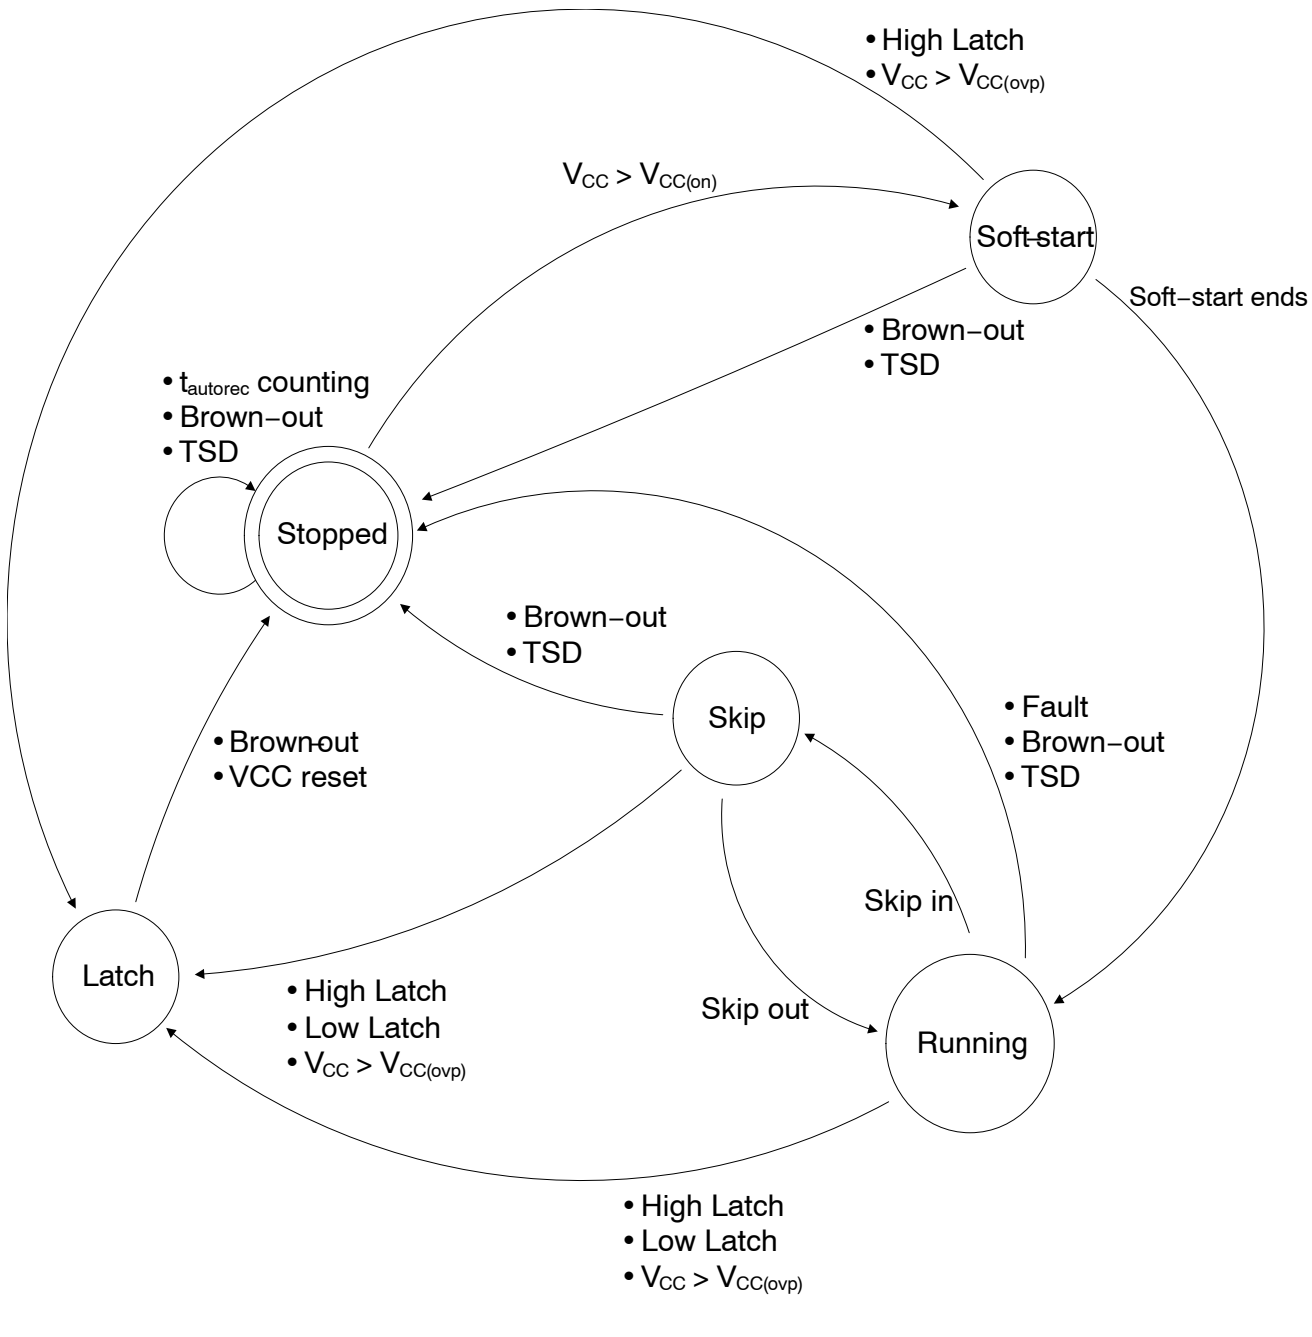 • High Latch
• VCC > VCC(ovp)
VCC > VCC(on)
Soft−start
Soft−start ends
• Brown−out
• TSD
• tautorec counting
• Brown−out
• TSD
Stopped
• Brown−out
• TSD
Skip
• Fault
• Brown−out
• TSD
• Brown−out
• VCC reset
Skip in
Latch
• High Latch
• Low Latch
• VCC > VCC(ovp)
Skip out
Running
• High Latch
• Low Latch
• VCC > VCC(ovp)